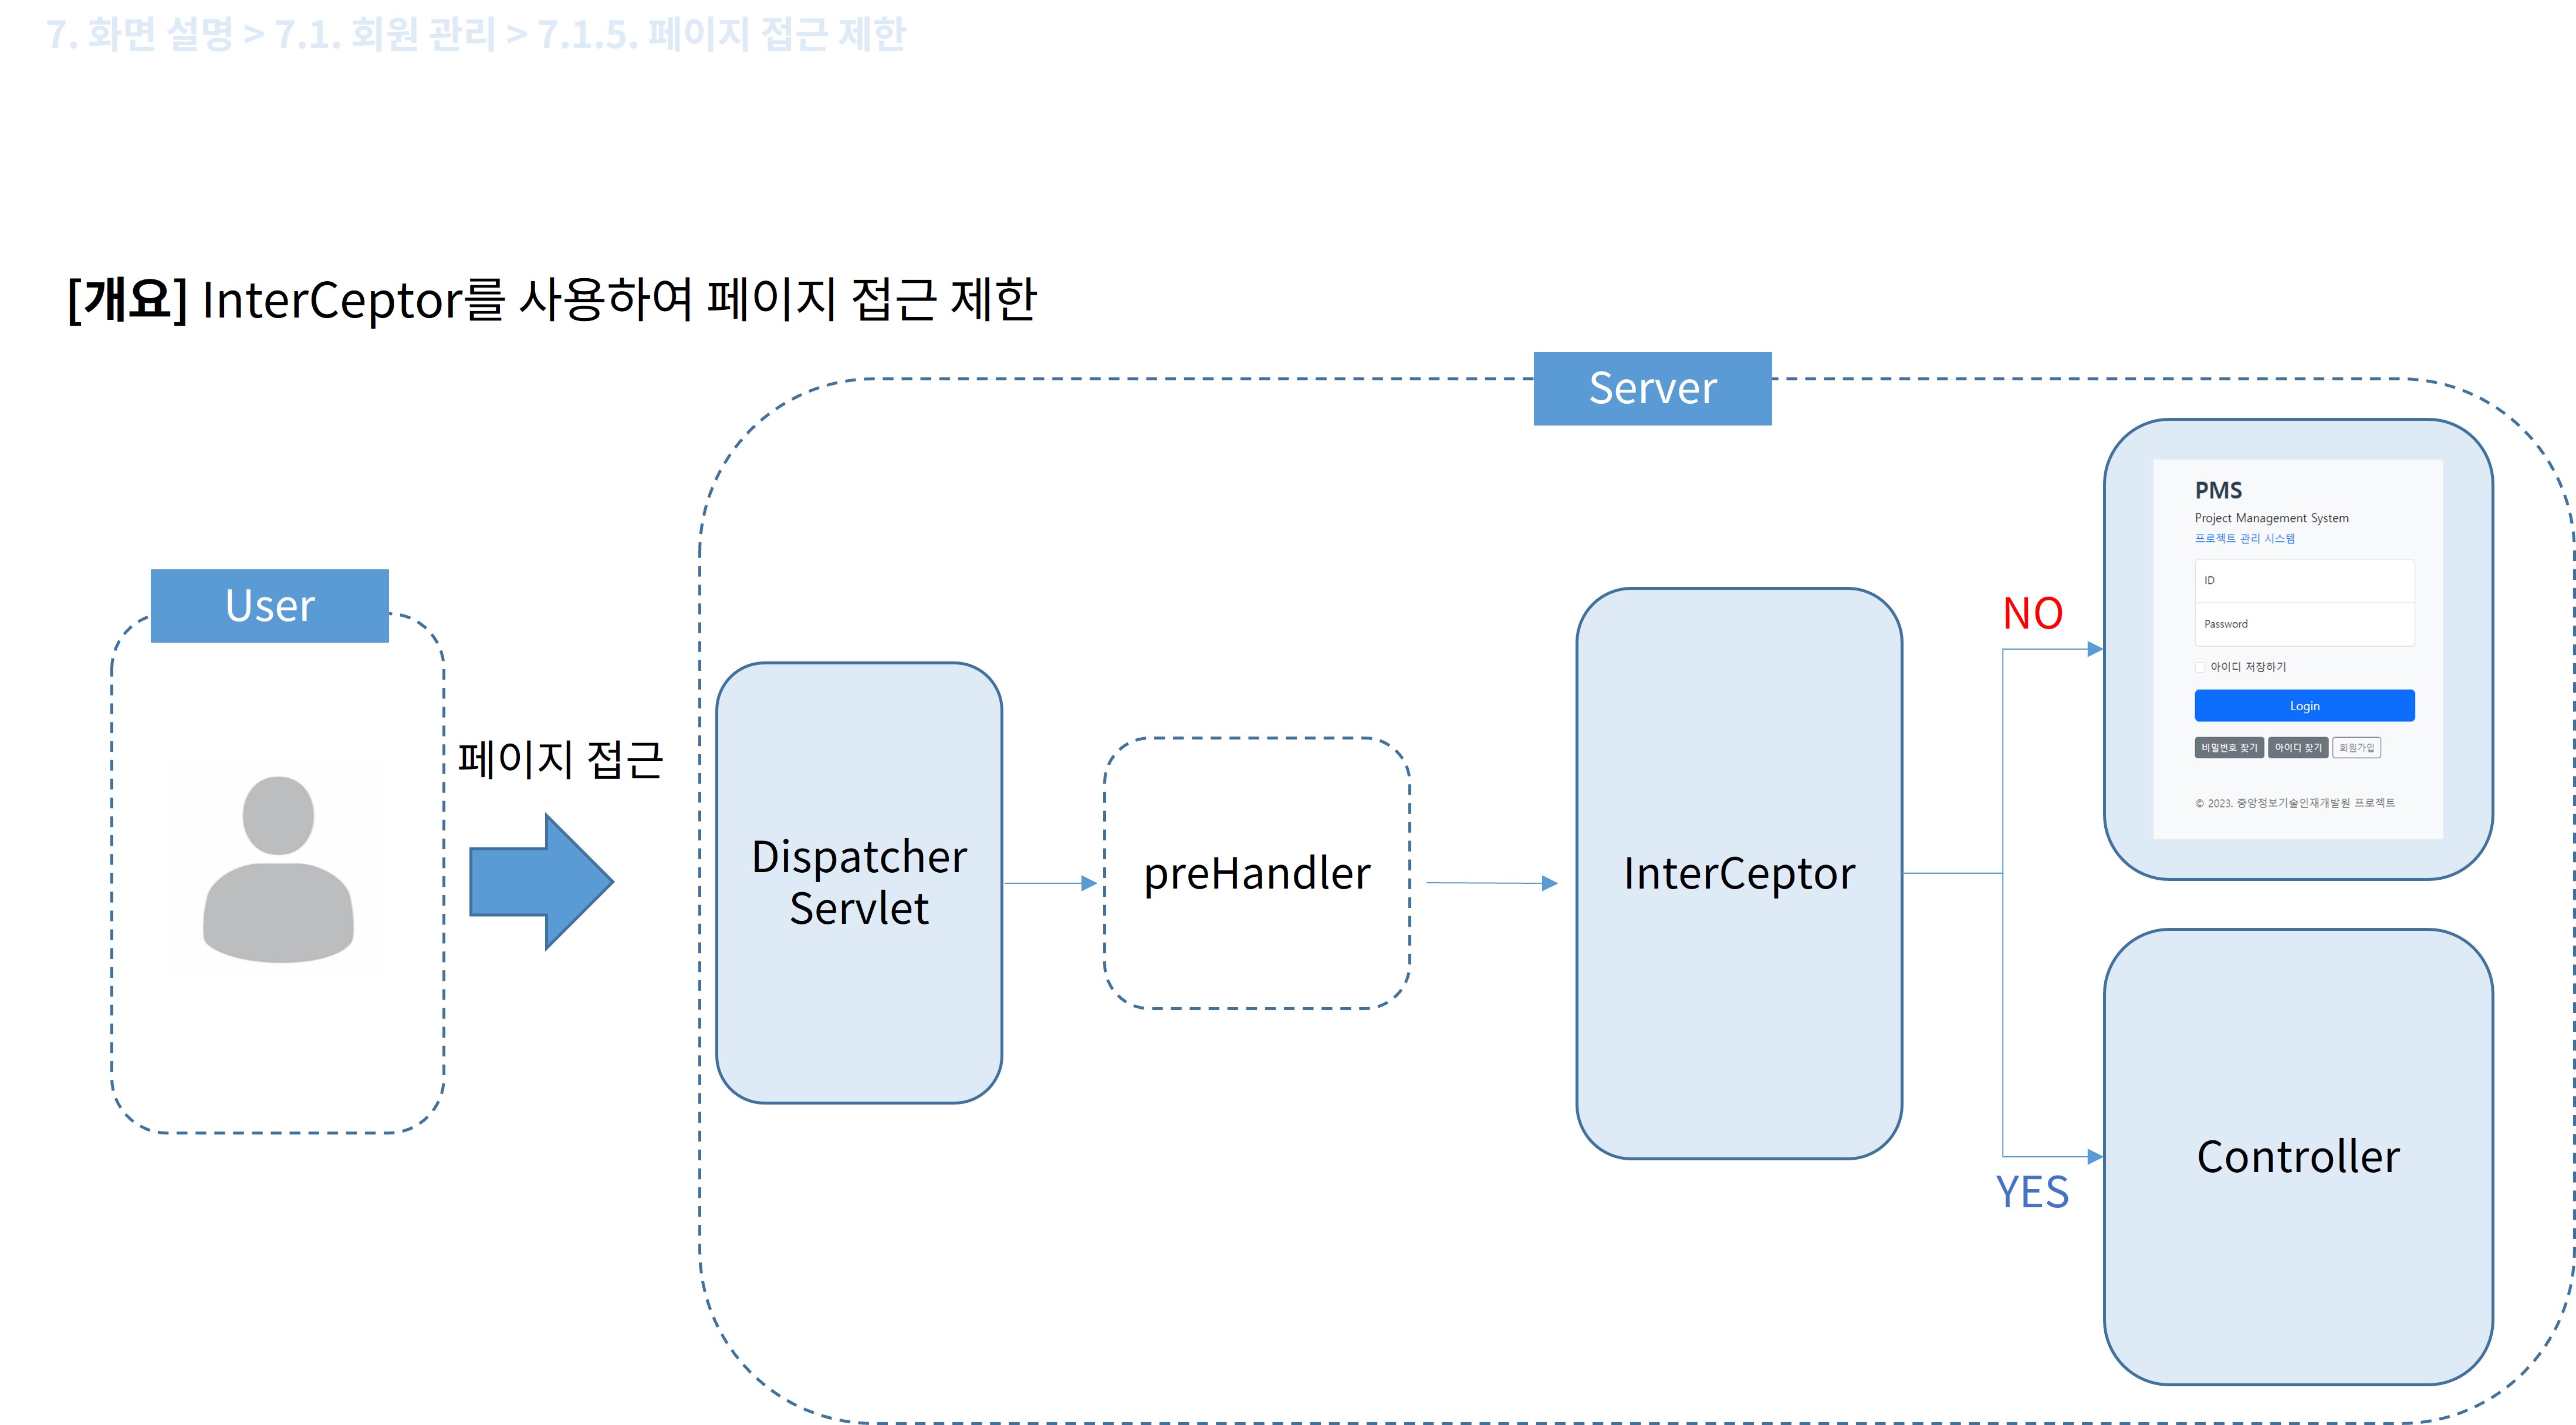 7. 화면 설명 > 7.1. 회원 관리 > 7.1.5. 페이지 접근 제한
[개요] InterCeptor를 사용하여 페이지 접근 제한
Server
User
페이지 접근
Dispatcher
Servlet
preHandler
InterCeptor
NO
YES
PMS
Project Management System
프로젝트 관리 시스템
ID
Password
아이디 저장하기
Login
비밀번호 찾기 아이디 찾기 회원가입
© 2023. 중앙정보기술인재개발원 프로젝트
Controller